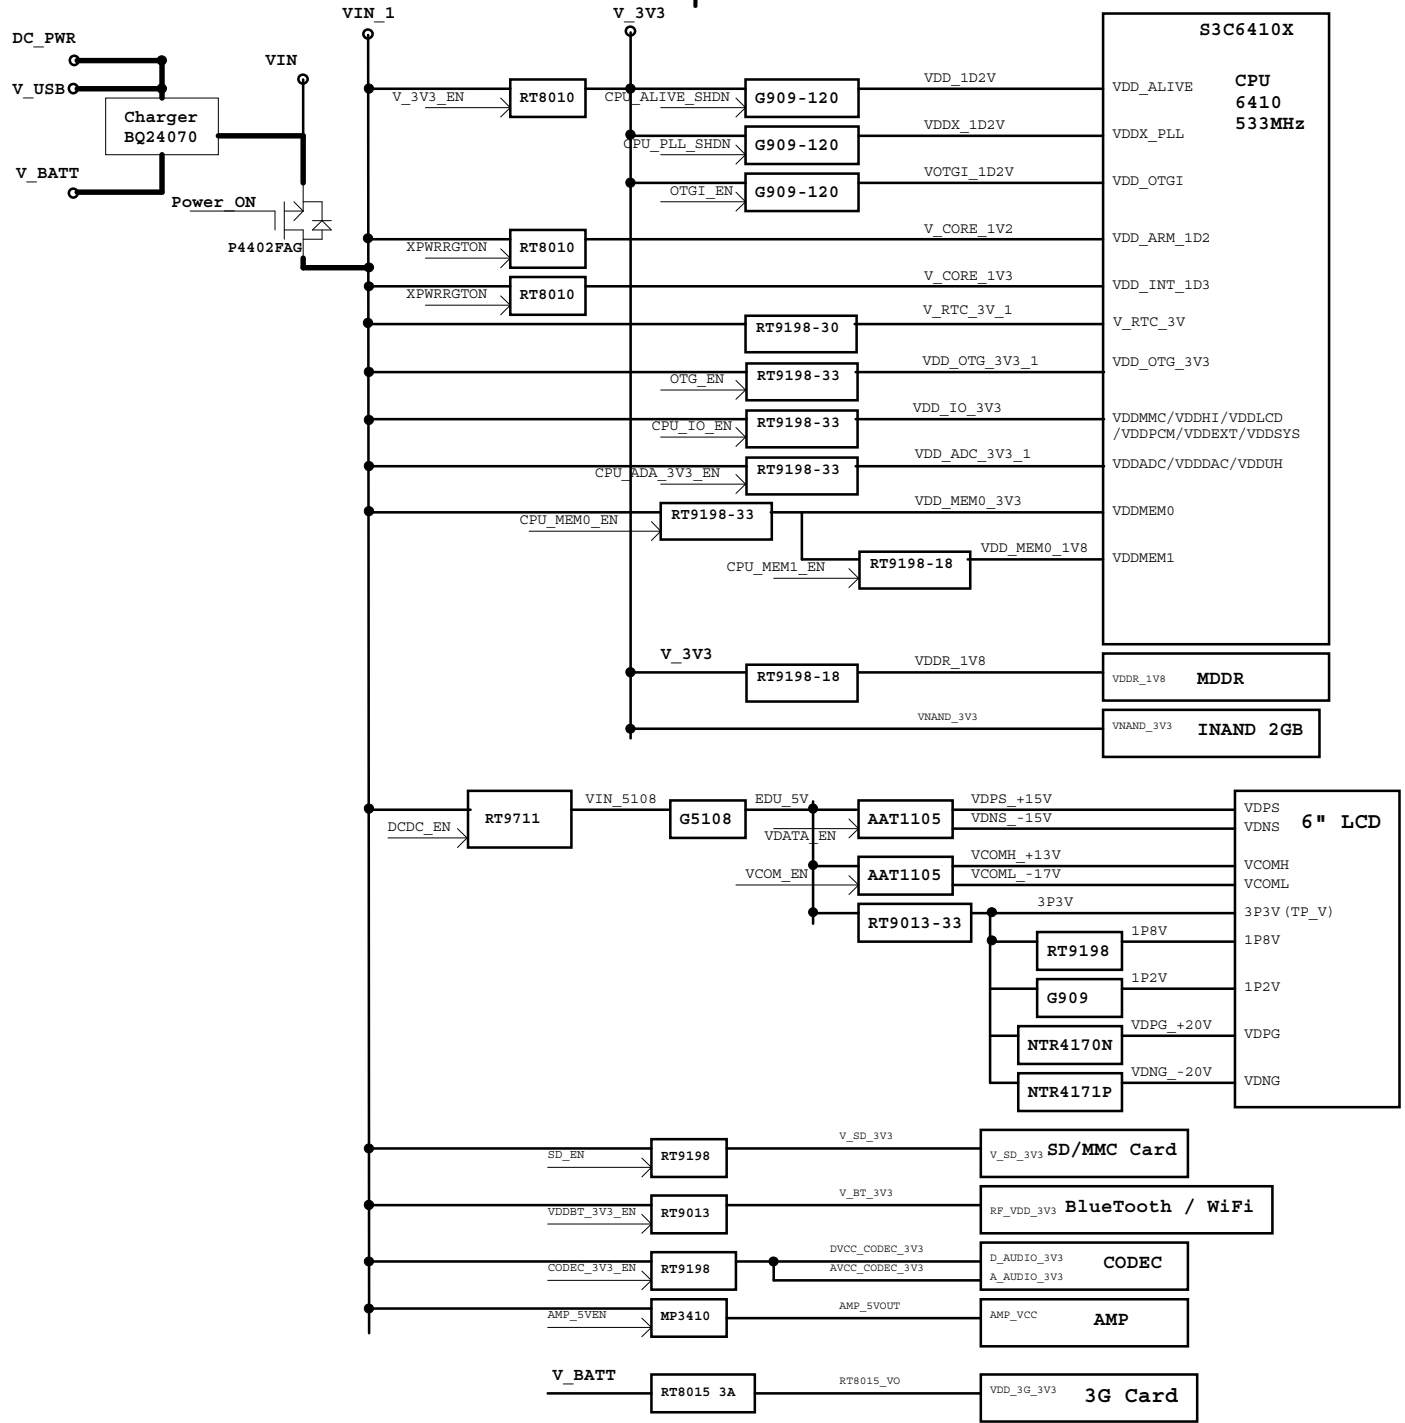 VIN_1
V_3V3
S3C6410X
DC_PWR
VIN
V_USB
Charger
BQ24070
V_BATT
Power_ON
P4402FAG
V_3V3_EN
RT8010
CPU_ALIVE_SHDN
G909-120
VDD_1D2V
VDD_ALIVE
CPU
6410
533MHz
CPU_PLL_SHDN
G909-120
VDDX_1D2V
VDDX_PLL
OTGI_EN
G909-120
VOTGI_1D2V
VDD_OTGI
XPWRRGTON
RT8010
V_CORE_1V2
VDD_ARM_1D2
XPWRRGTON
RT8010
V_CORE_1V3
VDD_INT_1D3
RT9198-30
V_RTC_3V_1
V_RTC_3V
OTG_EN
RT9198-33
VDD_OTG_3V3_1
VDD_OTG_3V3
CPU_IO_EN
RT9198-33
VDD_IO_3V3
VDDMMC/VDDHI/VDDLCD
/VDDPCM/VDDEXT/VDDSYS
CPU_ADA_3V3_EN
RT9198-33
VDD_ADC_3V3_1
VDDADC/VDDDAC/VDDUH
CPU_MEM0_EN
RT9198-33
VDD_MEM0_3V3
VDDMEM0
CPU_MEM1_EN
RT9198-18
VDD_MEM0_1V8
VDDMEM1
V_3V3
RT9198-18
VDDR_1V8
VDDR_1V8 MDDR
VNAND_3V3
VNAND_3V3 INAND 2GB
DCDC_EN
RT9711
VIN_5108
G5108
EDU_5V
VDATA_EN
AAT1105
VDPS_+15V
VDNS_-15V
VDPS
VDNS
6" LCD
VCOM_EN
AAT1105
VCOMH_+13V
VCOML_-17V
VCOMH
VCOML
RT9013-33
3P3V
3P3V(TP_V)
RT9198
1P8V
1P8V
G909
1P2V
1P2V
NTR4170N
VDPG_+20V
VDPG
NTR4171P
VDNG_-20V
VDNG
SD_EN
RT9198
V_SD_3V3
V_SD_3V3 SD/MMC Card
VDDBT_3V3_EN
RT9013
V_BT_3V3
RF_VDD_3V3 BlueTooth / WiFi
CODEC_3V3_EN
RT9198
DVCC_CODEC_3V3
AVCC_CODEC_3V3
D_AUDIO_3V3
A_AUDIO_3V3
CODEC
AMP_5VEN
MP3410
AMP_5VOUT
AMP_VCC
AMP
V_BATT
RT8015 3A
RT8015_VO
VDD_3G_3V3 3G Card